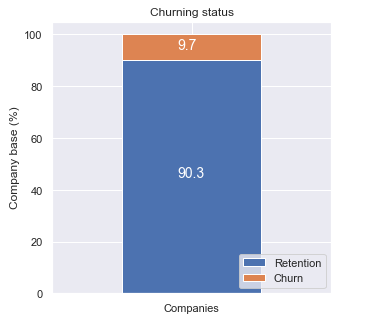 Churning status
Company base (%)
100
80
60
40
20
0
9.7
90.3
Retention
Churn
Companies